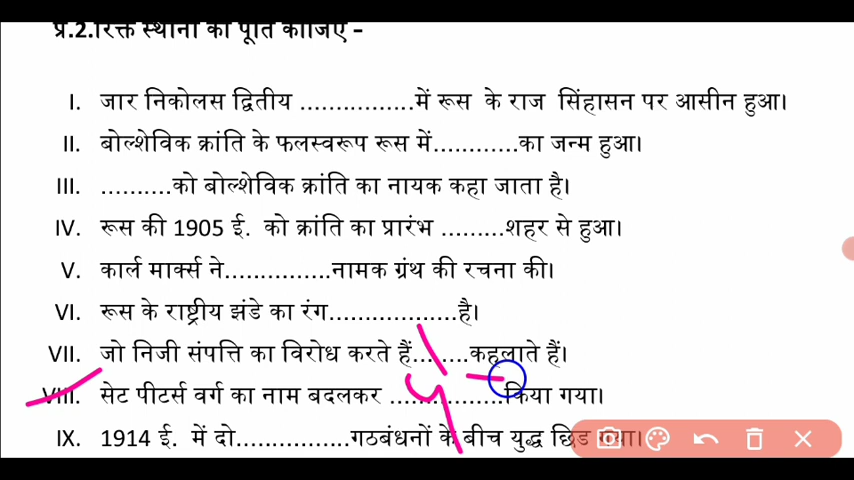 प्र.2.रिक्त स्थानों की पूर्ति कीजिए -
I. जार निकोलस द्वितीय ................में रूस के राज सिंहासन पर आसीन हुआ।
II. बोल्शेविक क्रांति के फलस्वरूप रूस में............का जन्म हुआ।
III. ..........को बोल्शेविक क्रांति का नायक कहा जाता है।
IV. रूस की 1905 ई. को क्रांति का प्रारंभ .........शहर से हुआ।
V. कार्ल मार्क्स ने...............नामक ग्रंथ की रचना की।
VI. रूस के राष्ट्रीय झंडे का रंग..................है।
VII. जो निजी संपत्ति का विरोध करते हैं........कहलाते हैं।
VIII. सेट पीटर्स वर्ग का नाम बदलकर ................किया गया।
IX. 1914 ई. में दो................गठबंधनों के बीच युद्ध छिड गया।